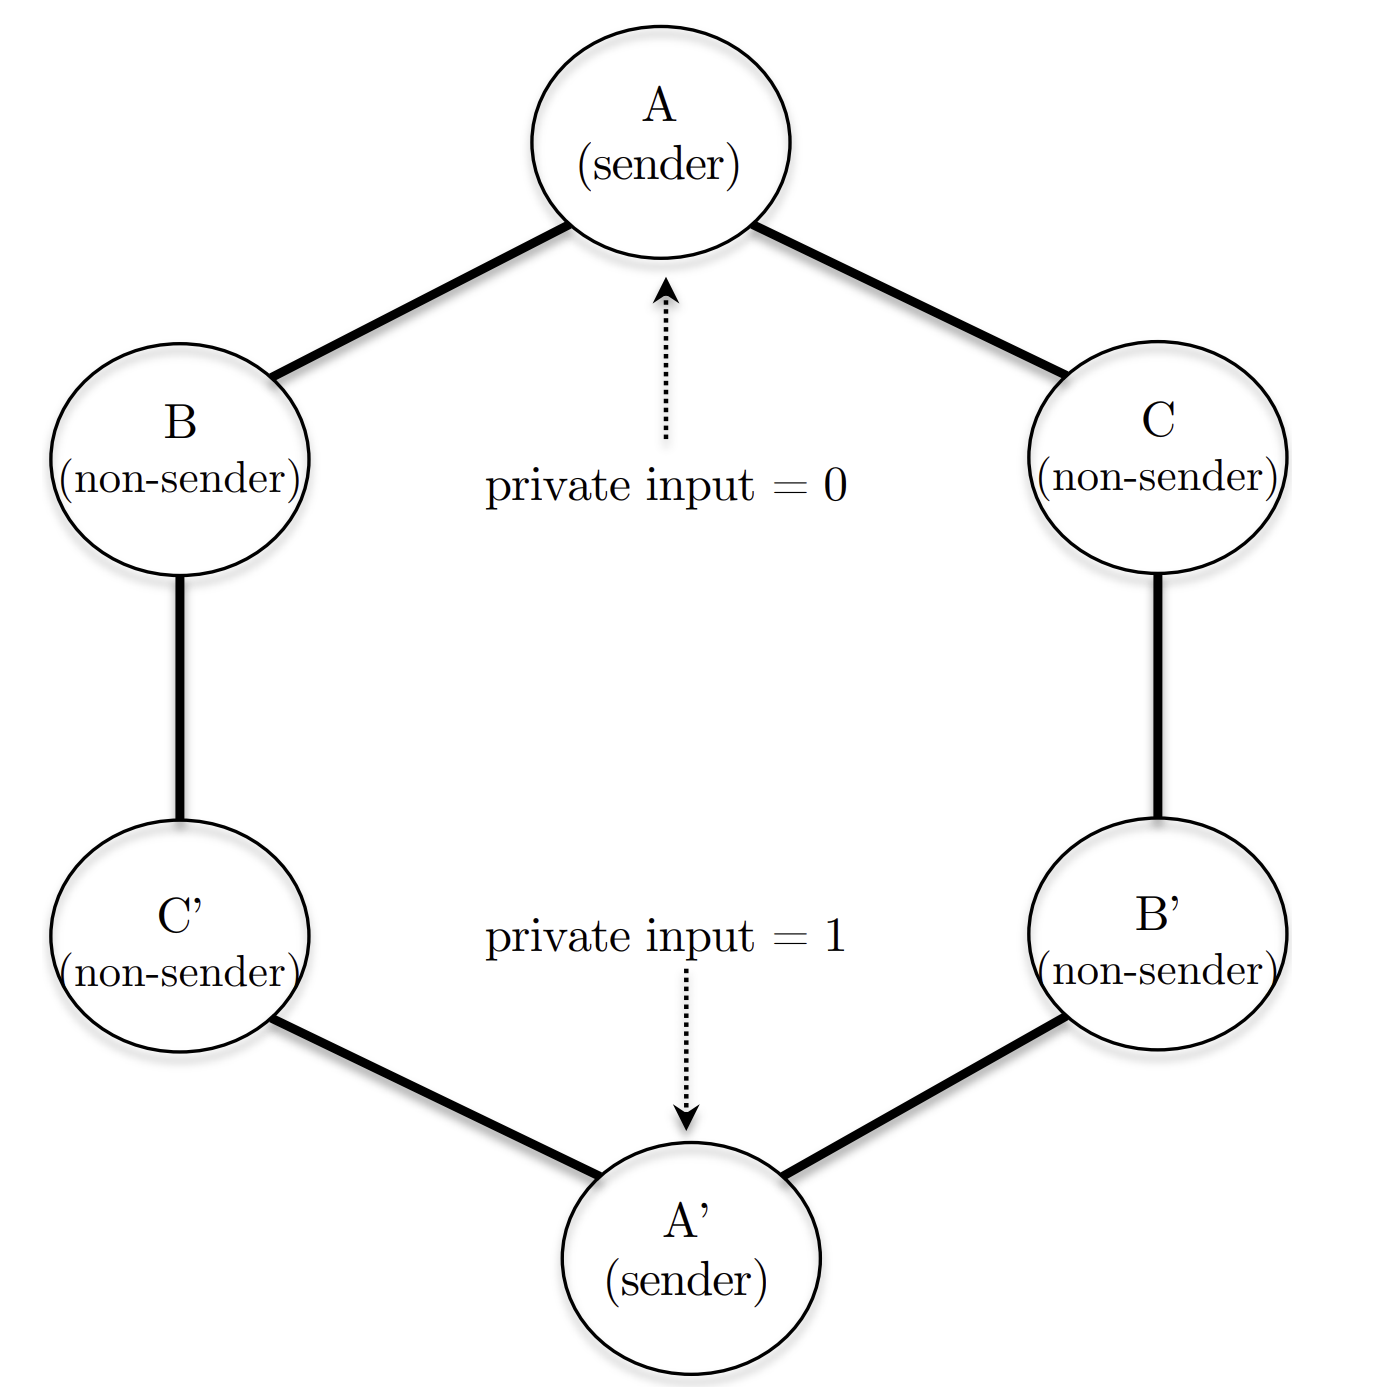 A
(sender)
B
(non-sender)
C
(non-sender)
private input = 0
C’
(non-sender)
B’
(non-sender)
private input = 1
A’
(sender)